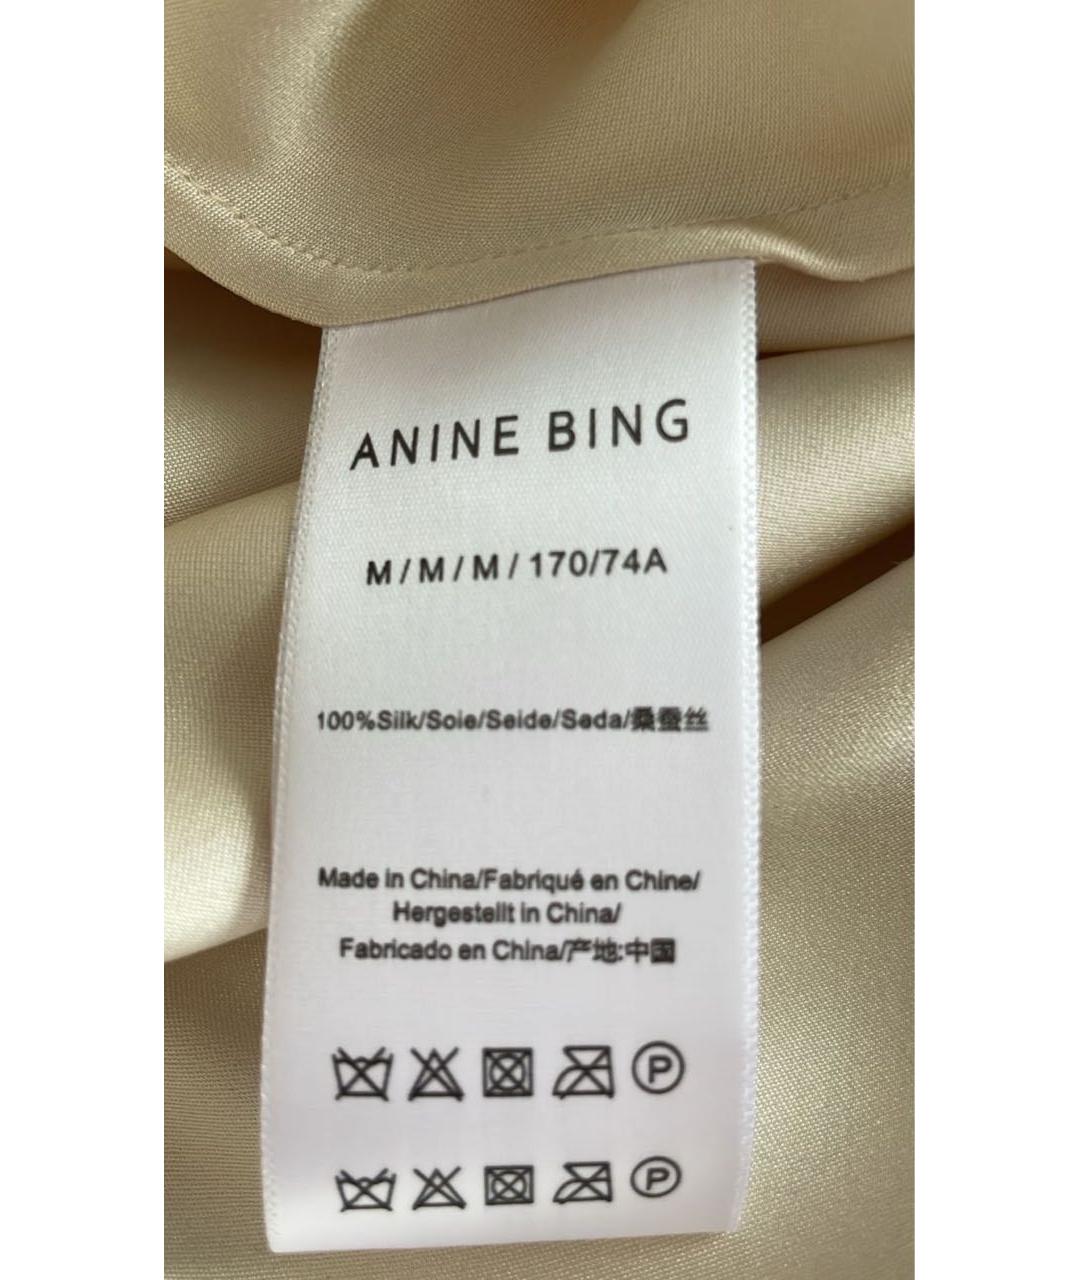 ANINE BING
M/M/M/170/74A
100%Silk/Soie/Seide/Seda/桑蚕丝
Made in China/Fabriqué en Chine/
Hergestellt in China/
Fabricado en China/产地:中国
P
P